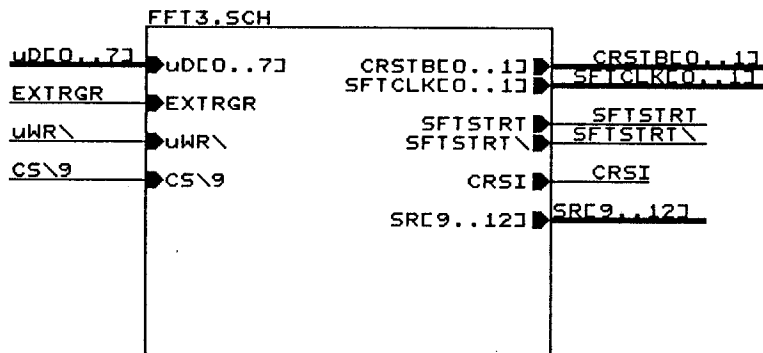 FFT3.SCH
uD[0..7] uD[0..7] CRSTB[0..1] CRSTB[0..1]
SFTCLK[0..1] SFTCLK[0..1]
EXTRGR EXTRGR
SFTSTRT SFTSTRT
uWR\ uWR\ SFTSTRT\ SFTSTRT\
CS\9 CS\9 CRSI CRSI
SR[9..12] SR[9..12]